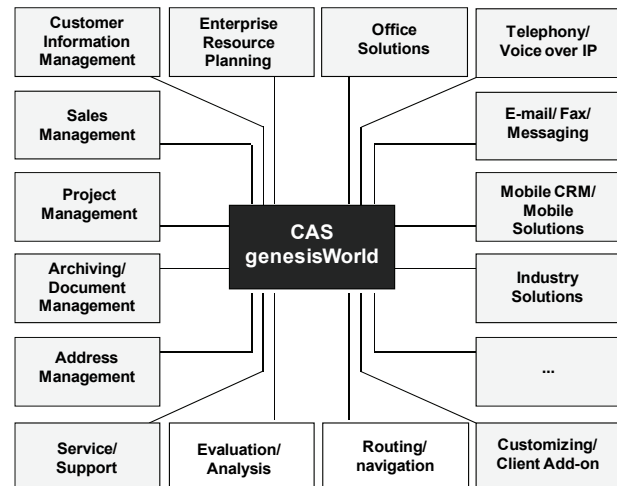 Customer
Information
Management
Enterprise
Resource
Planning
Office
Solutions
Telephony/
Voice over IP
Sales
Management
E-mail/ Fax/
Messaging
Project
Management
CAS
genesisWorld
Mobile CRM/
Mobile
Solutions
Archiving/
Document
Management
Industry
Solutions
Address
Management
...
Service/
Support
Evaluation/
Analysis
Routing/
navigation
Customizing/
Client Add-on